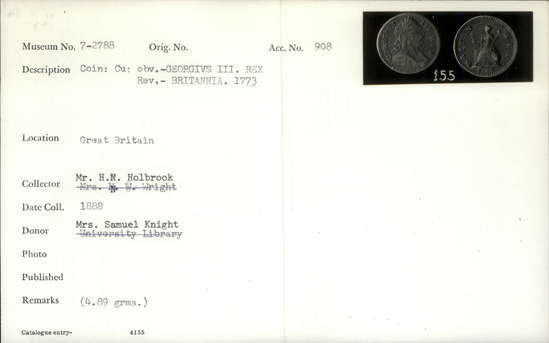 Museum No. 7-2788 Orig. No. Acc. No. 908
Description Coin: Cu: obv.-GEORGIVS III. REX
Rev.- BRITANNIA. 1773
Location Great Britain
Mr. H.N. Holbrook
Collector Mrs. N. W. Wright
Date Coll. 1888
Mrs. Samuel Knight
Donor University Library
Photo
Published
Remarks (4.89 grms.)
Catalogue entry- 4155
155